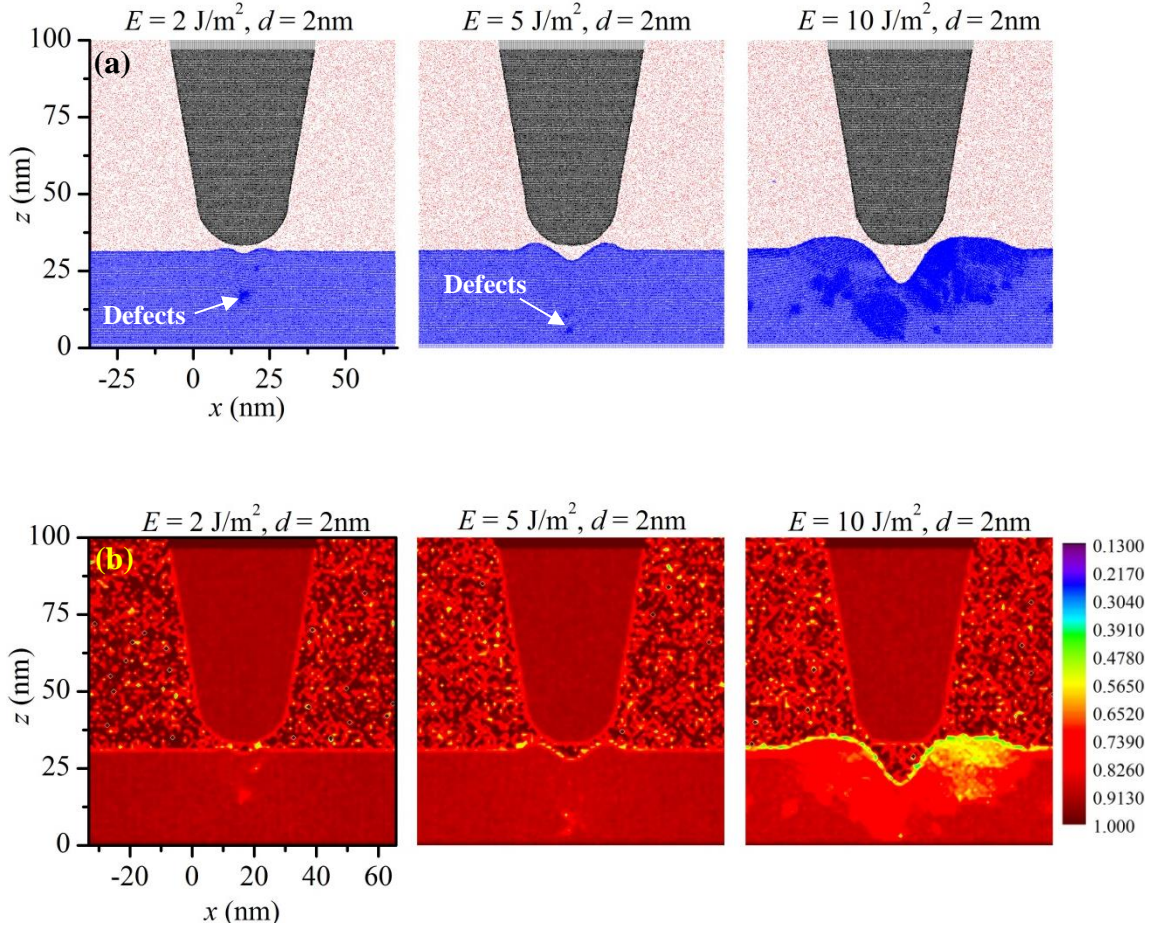 E = 2 J/m², d = 2nm
E = 5 J/m², d = 2nm
E = 10 J/m², d = 2nm
(a)
100
75
50
25
0
z (nm)
Defects
Defects
-25 0 25 50
x (nm)
E = 2 J/m², d = 2nm
E = 5 J/m², d = 2nm
E = 10 J/m², d = 2nm
(b)
100
75
50
25
0
z (nm)
-20 0 20 40 60
x (nm)
0.1300
0.2170
0.3040
0.3910
0.4780
0.5650
0.6520
0.7390
0.8260
0.9130
1.000